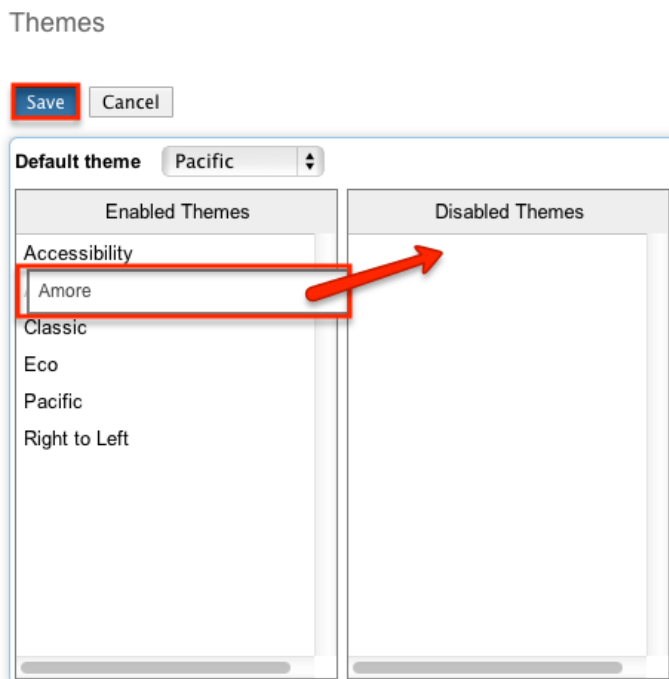 Themes
Save Cancel
Default theme Pacific
Enabled Themes Disabled Themes
Accessibility
Amore
Classic
Eco
Pacific
Right to Left